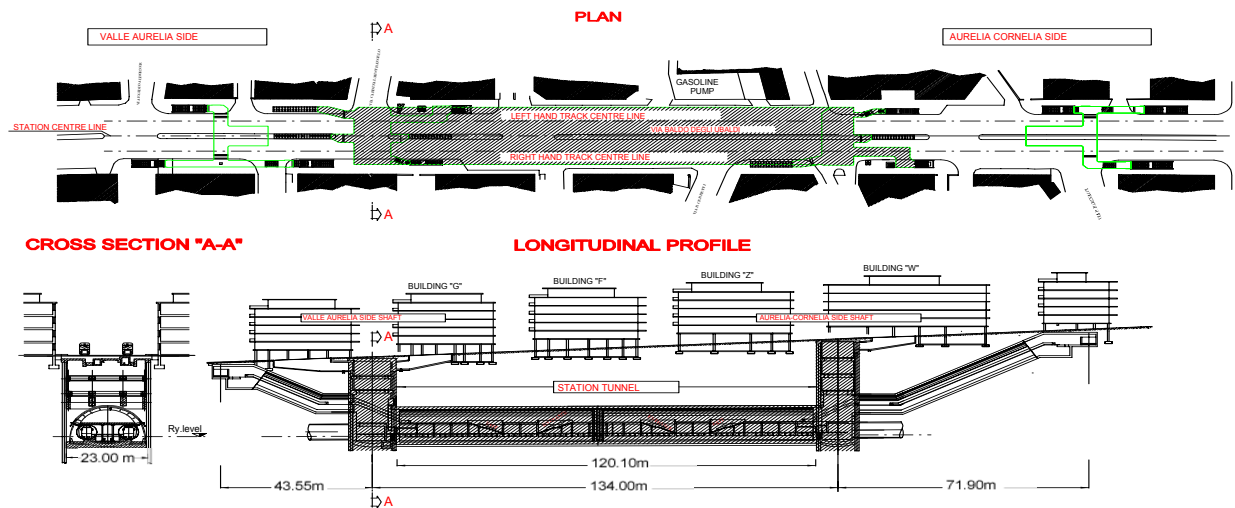 PLAN
A
VALLE AURELIA SIDE
AURELIA CORNELIA SIDE
GASOLINE
PUMP
LEFT HAND TRACK CENTRE LINE
STATION CENTRE LINE
VIA BALDO DEGLI UBALDI
RIGHT HAND TRACK CENTRE LINE
A
CROSS SECTION "A-A"
LONGITUDINAL PROFILE
BUILDING "G"
BUILDING "F"
BUILDING "Z"
BUILDING "W"
VALLE AURELIA SIDE SHAFT
AURELIA-CORNELIA SIDE SHAFT
A
STATION TUNNEL
Ry.level
23.00 m
120.10m
43.55m
134.00m
71.90m
A